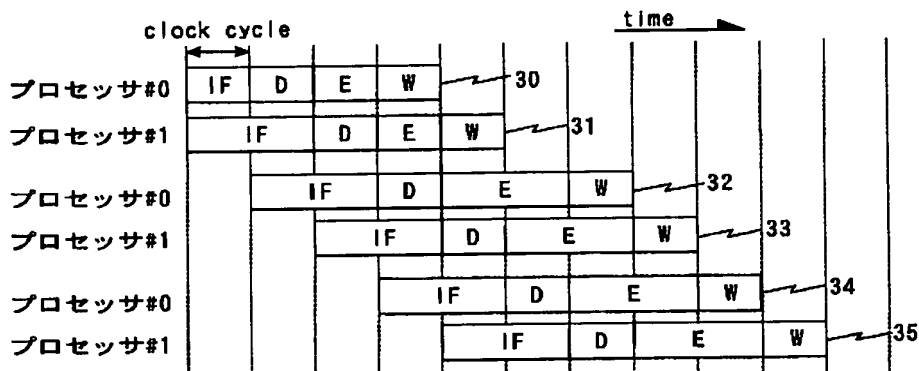 time
clock cycle
プロセッサ#0 IF D E W 30
プロセッサ#1 IF D E W 31
プロセッサ#0 IF D E W 32
プロセッサ#1 IF D E W 33
プロセッサ#0 IF D E W 34
プロセッサ#1 IF D E W 35